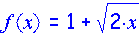 f(x) = 1 + √(2·x)